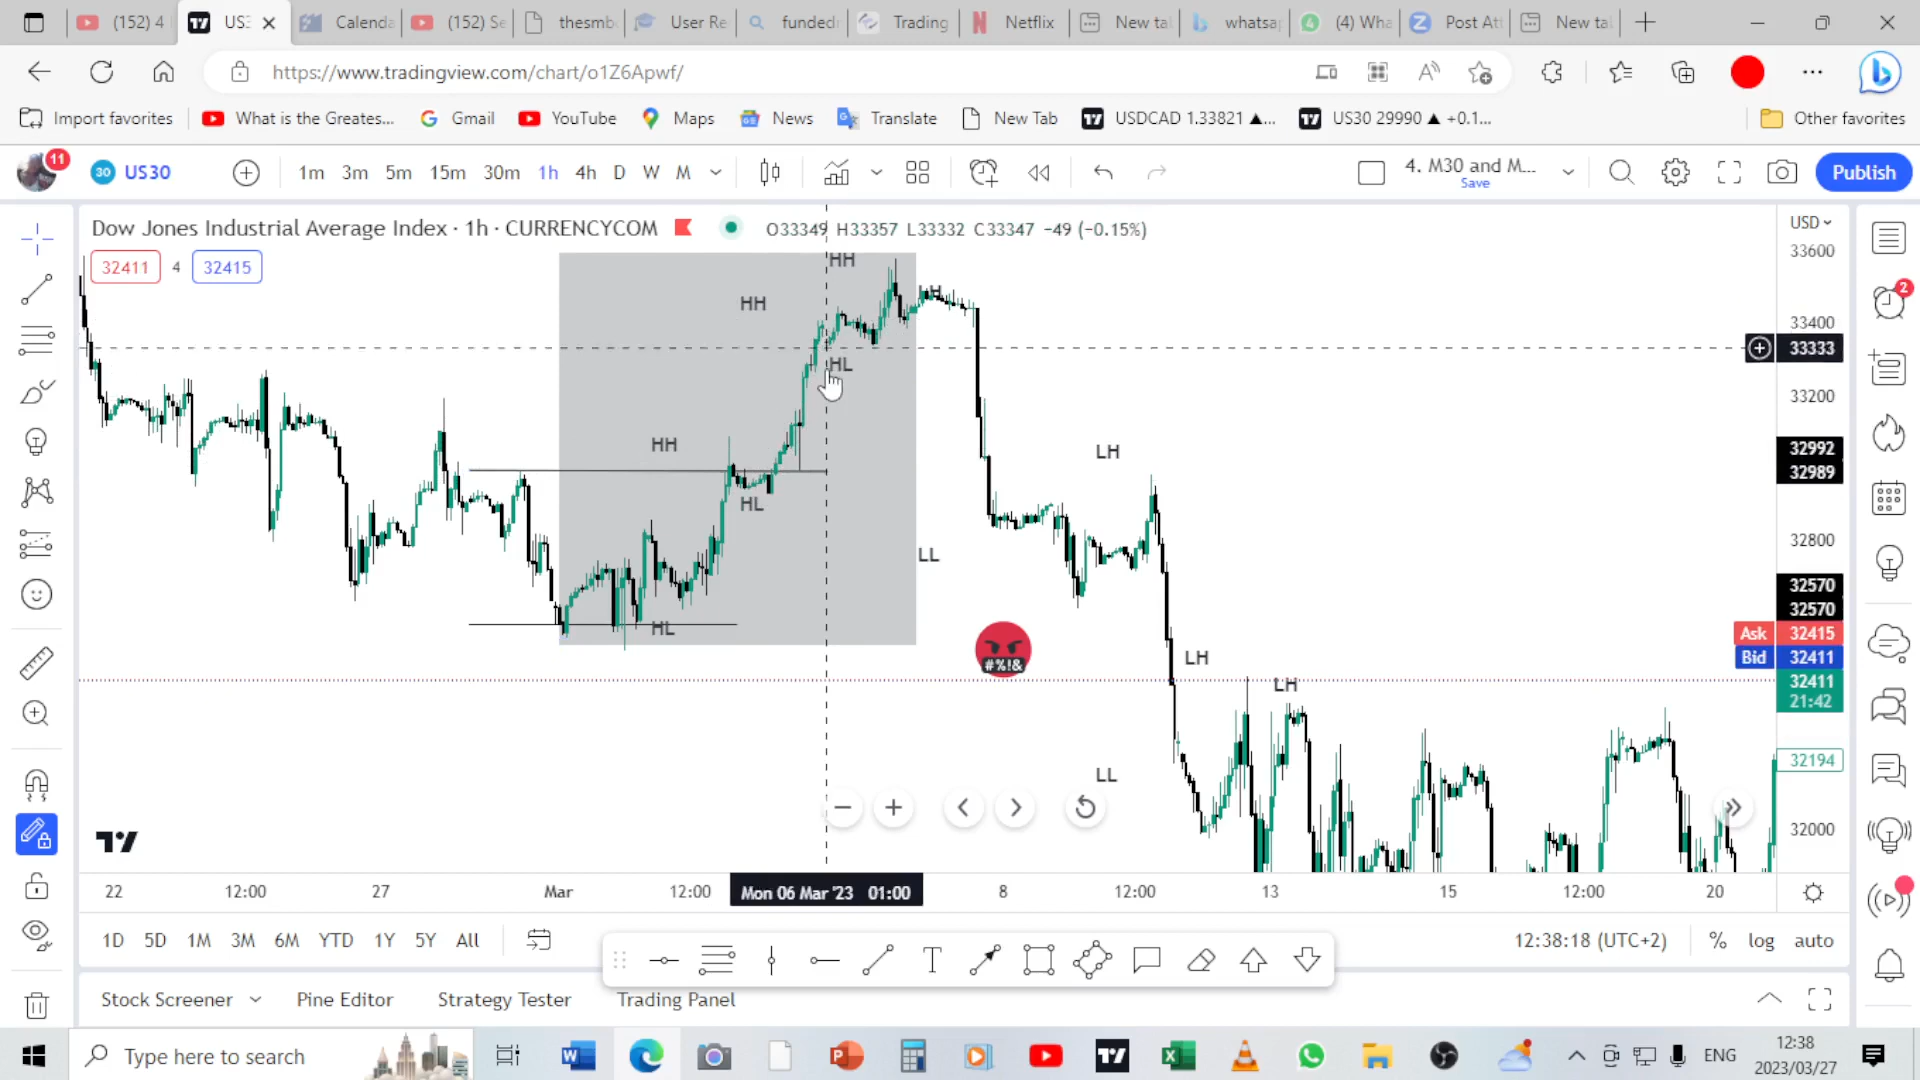 (152) 4
US3
Calenda
(152) Se
thesmb
User Re
fundedn
Trading
Netflix
New ta
whatsap
(4) Wha
Post Att
New ta
https://www.tradingview.com/chart/o1Z6Apwf/
Import favorites
What is the Greates...
Gmail
YouTube
Maps
News
Translate
New Tab
USDCAD 1.33821 ▲...
US30 29990 ▲ +0.1...
Other favorites
11
30 US30
1m 3m 5m 15m 30m 1h 4h D W M
4. M30 and M...
Save
Publish
Dow Jones Industrial Average Index · 1h · CURRENCYCOM
O33349 H33357 L33332 C33347 −49 (−0.15%)
32411 4 32415
USD
33600
33400
33333
33200
32992
32989
32800
32570
32570
Ask 32415
Bid 32411
32411
21:42
32194
32000
HH
HH
LH
HL
HH
LH
HL
LL
#%!&
HL
LH
LH
LL
2
22 12:00 27 Mar 12:00 Mon 06 Mar '23 01:00 8 12:00 13 15 12:00 20
1D 5D 1M 3M 6M YTD 1Y 5Y All
12:38:18 (UTC+2) % log auto
Stock Screener
Pine Editor
Strategy Tester
Trading Panel
Type here to search
ENG
12:38
2023/03/27